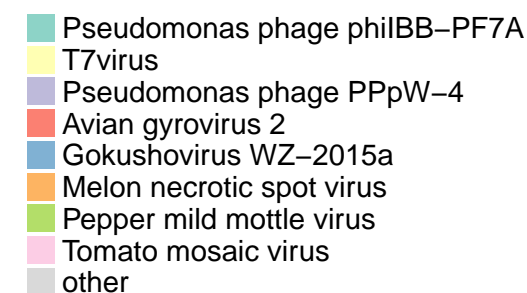 Pseudomonas phage philBB−PF7A
T7virus
Pseudomonas phage PPpW−4
Avian gyrovirus 2
Gokushovirus WZ−2015a
Melon necrotic spot virus
Pepper mild mottle virus
Tomato mosaic virus
other